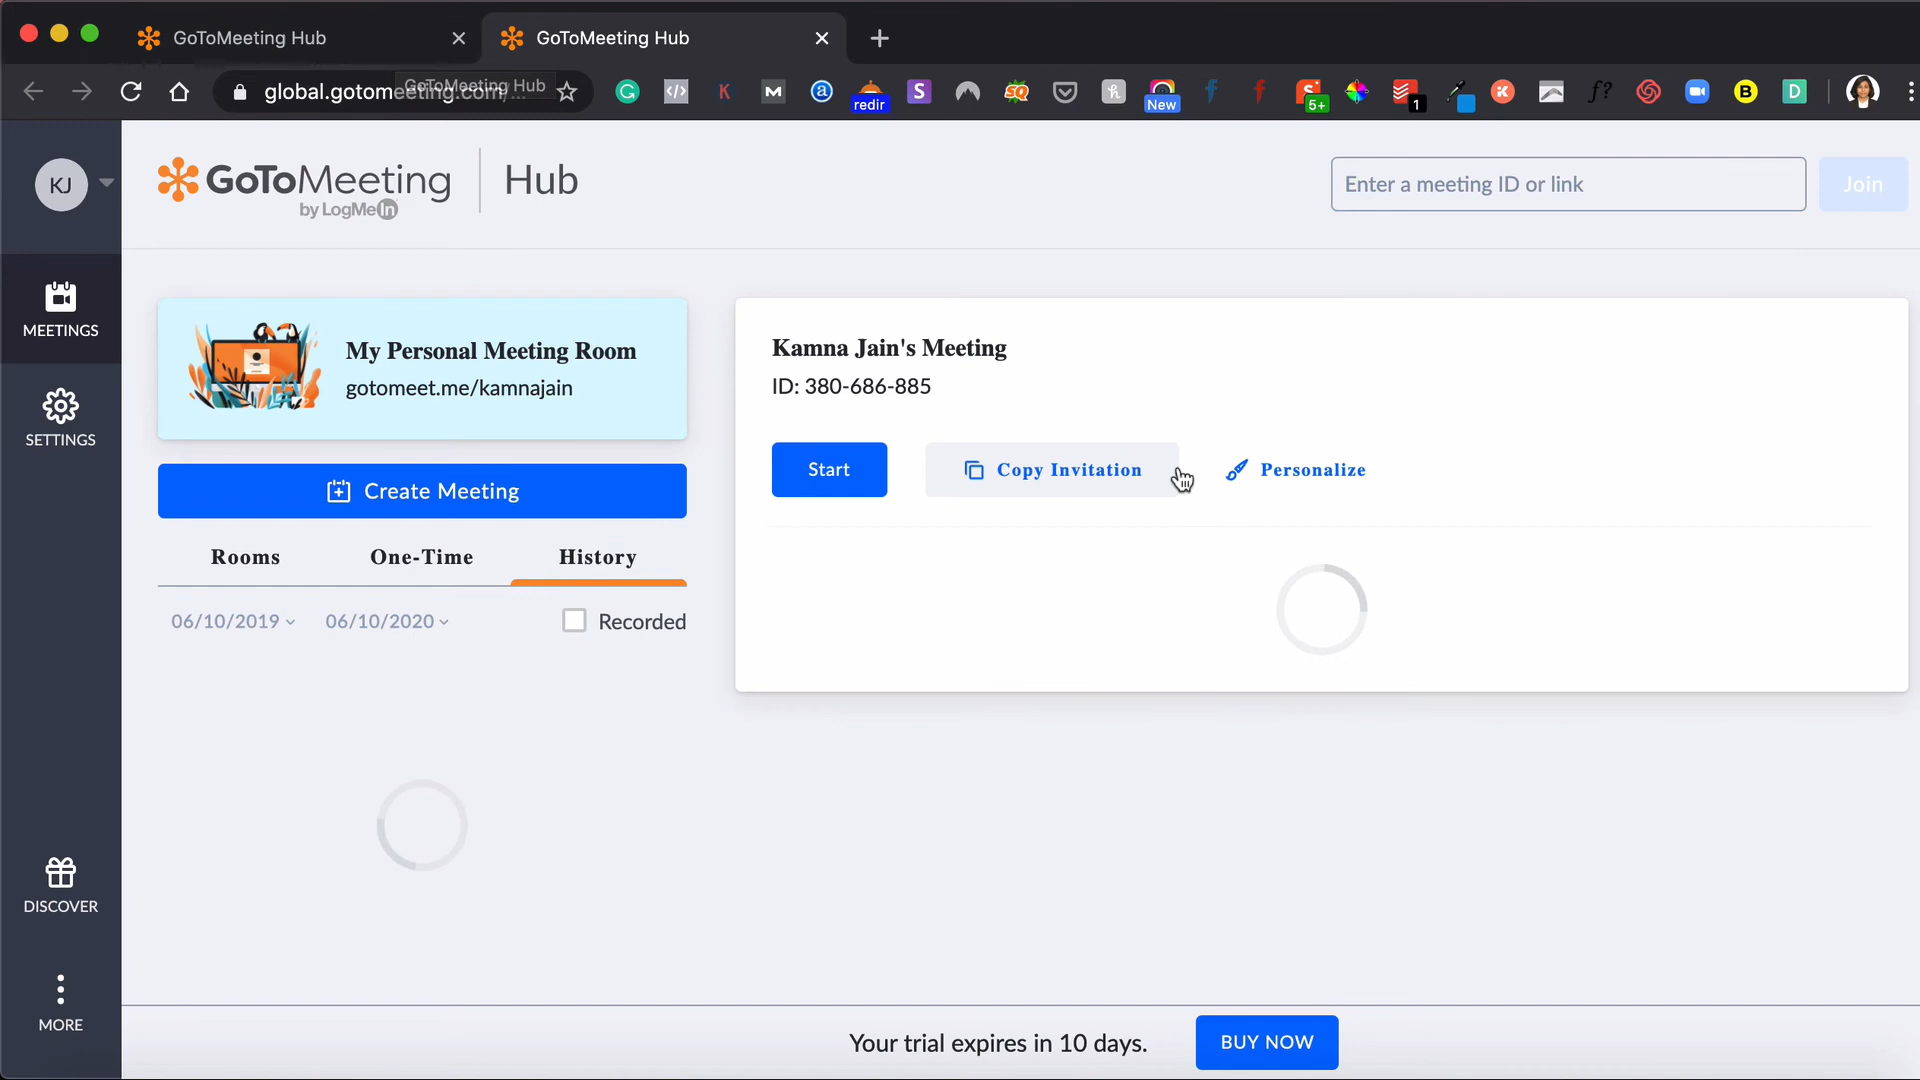 GoToMeeting Hub
GoToMeeting Hub
global.gotomeeting.com/...
GoToMeeting Hub
redir
New
5+
1
KJ
GoToMeeting
by LogMeIn
Hub
Enter a meeting ID or link
Join
MEETINGS
SETTINGS
DISCOVER
MORE
My Personal Meeting Room
gotomeet.me/kamnajain
Create Meeting
Rooms One-Time History
06/10/2019 06/10/2020 Recorded
Kamna Jain's Meeting
ID: 380-686-885
Start Copy Invitation Personalize
Your trial expires in 10 days. BUY NOW